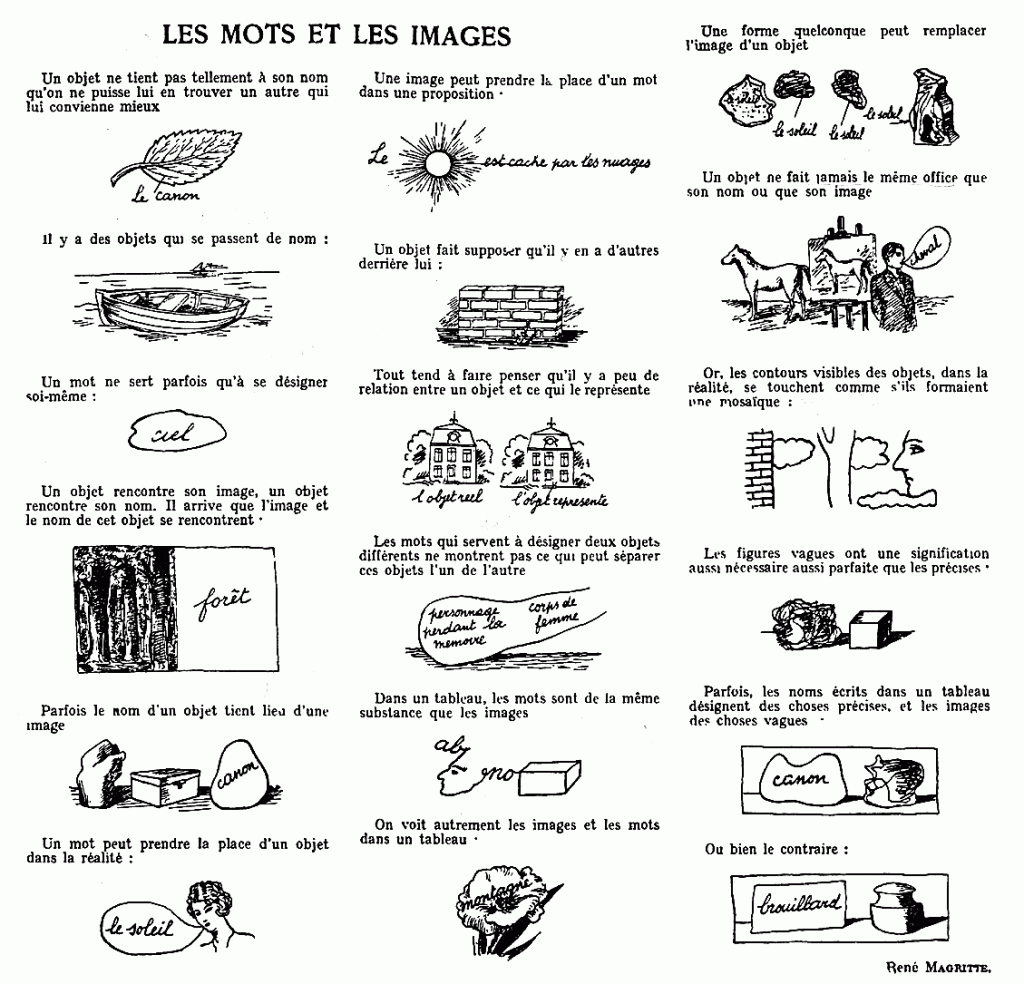 LES MOTS ET LES IMAGES
Un objet ne tient pas tellement à son nom
qu'on ne puisse lui en trouver un autre qui
lui convienne mieux
le canon
Il y a des objets qui se passent de nom :
Un mot ne sert parfois qu'à se désigner
soi-même :
ciel
Un objet rencontre son image, un objet
rencontre son nom. Il arrive que l'image et
le nom de cet objet se rencontrent ·
forêt
Parfois le nom d'un objet tient lieu d'une
image
canon
Un mot peut prendre la place d'un objet
dans la réalité :
le soleil
Une image peut prendre la place d'un mot
dans une proposition ·
Le
est caché par les nuages
Un objet fait supposer qu'il y en a d'autres
derrière lui :
Tout tend à faire penser qu'il y a peu de
relation entre un objet et ce qui le représente
l'objet réel
l'objet représenté
Les mots qui servent à désigner deux objets
différents ne montrent pas ce qui peut séparer
ces objets l'un de l'autre
personnage
perdant la
mémoire
corps de
femme
Dans un tableau, les mots sont de la même
substance que les images
On voit autrement les images et les mots
dans un tableau ·
montagne
Une forme quelconque peut remplacer
l'image d'un objet
le soleil
le soleil
le soleil
le soleil
Un objet ne fait jamais le même office que
son nom ou que son image
cheval
Or, les contours visibles des objets, dans la
réalité, se touchent comme s'ils formaient
une mosaïque :
Les figures vagues ont une signification
aussi nécessaire aussi parfaite que les précises ·
Parfois, les noms écrits dans un tableau
désignent des choses précises, et les images
des choses vagues ·
canon
Ou bien le contraire :
brouillard
René MAGRITTE.